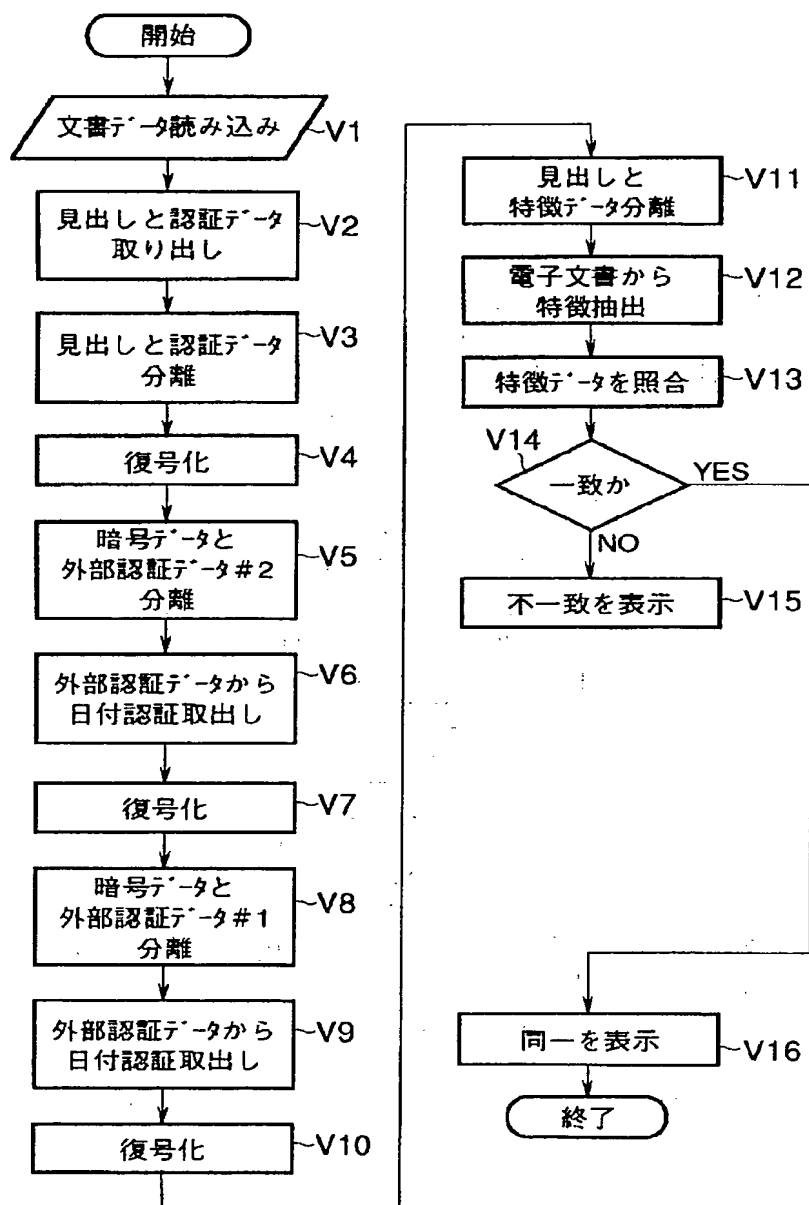 開始
文書データ読み込み
V1
見出しと認証データ
取り出し
V2
見出しと認証データ
分離
V3
復号化
V4
暗号データと
外部認証データ#2
分離
V5
外部認証データから
日付認証取出し
V6
復号化
V7
暗号データと
外部認証データ#1
分離
V8
外部認証データから
日付認証取出し
V9
復号化
V10
見出しと
特徴データ分離
V11
電子文書から
特徴抽出
V12
特徴データを照合
V13
V14
一致か
YES
NO
不一致を表示
V15
同一を表示
V16
終了